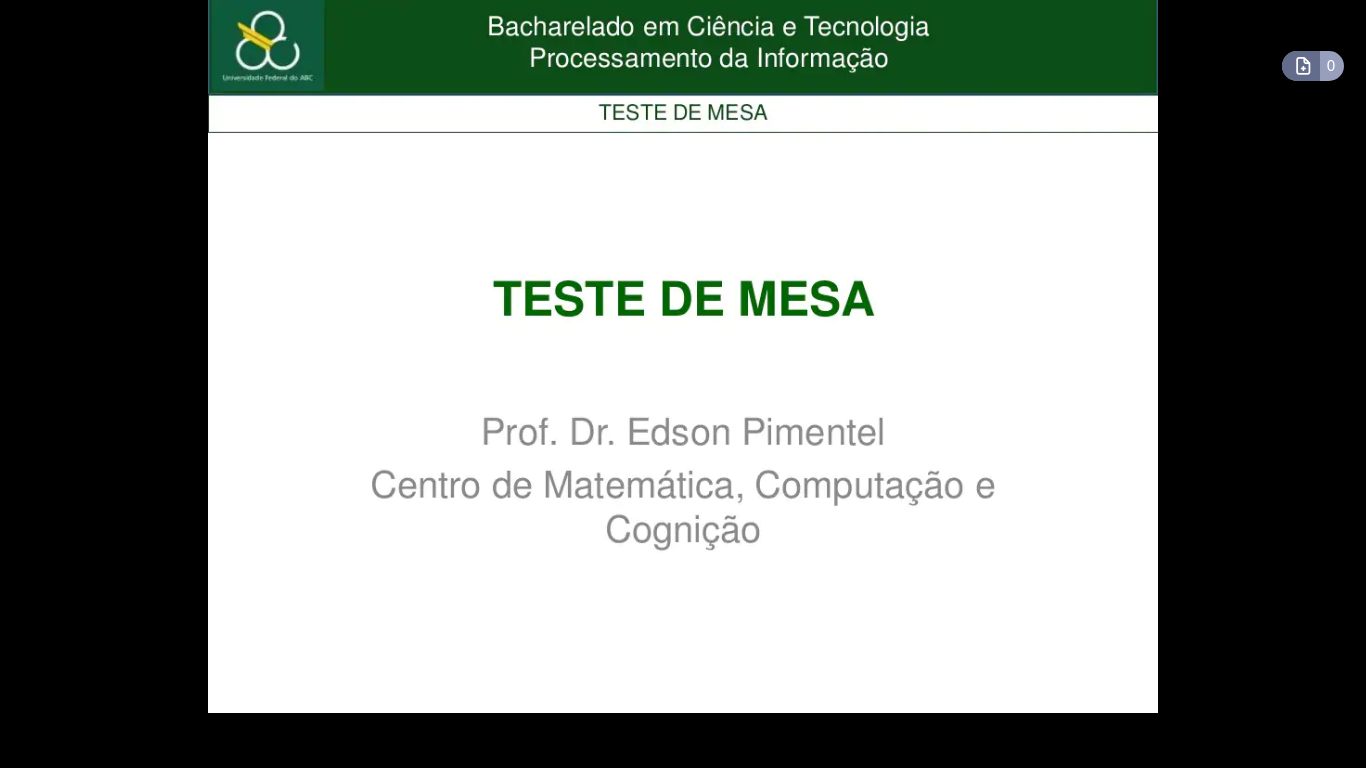 Bacharelado em Ciência e Tecnologia
Processamento da Informação
Universidade Federal do ABC
TESTE DE MESA
TESTE DE MESA
Prof. Dr. Edson Pimentel
Centro de Matemática, Computação e
Cognição
0